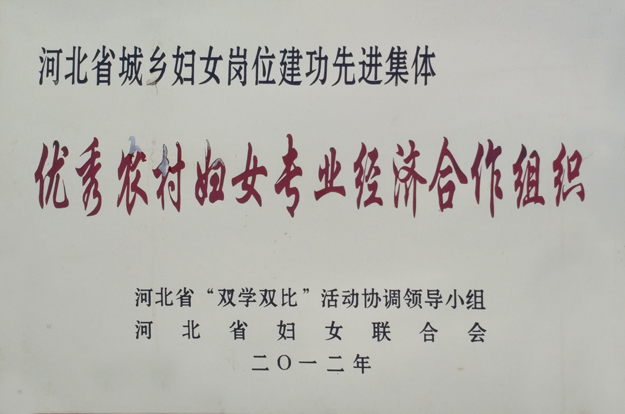 河北省城乡妇女岗位建功先进集体
优秀农村妇女专业经济合作组织
河北省“双学双比”活动协调领导小组
河北省妇女联合会
二〇一二年